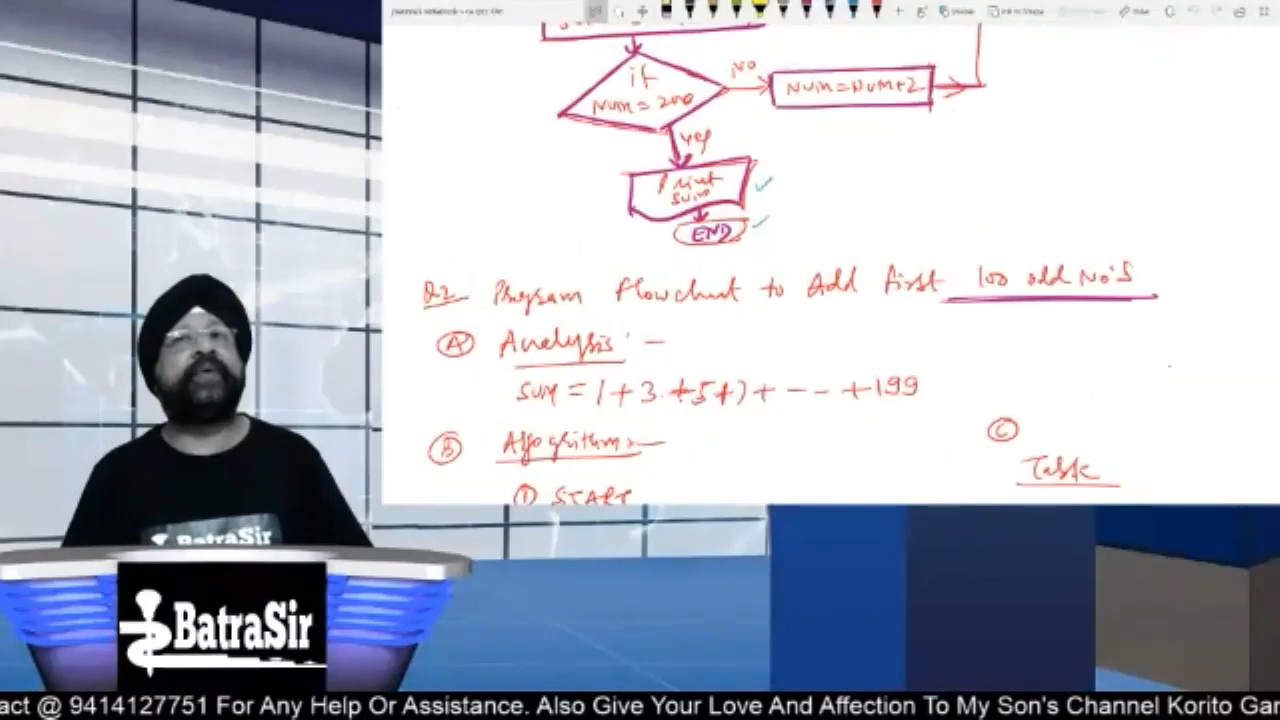 if
NO
NUM = 200
NUM=NUM+2
yes
Print
sum
END
Q2 Program Flowchart to Add First 100 odd No's
A Analysis: -
sum = 1 + 3 + 5 + 7 + - - - + 199
B Algorithm: -
C
Task
① START
BatraSir
BatraSir
act @ 9414127751 For Any Help Or Assistance. Also Give Your Love And Affection To My Son's Channel Korito Gar